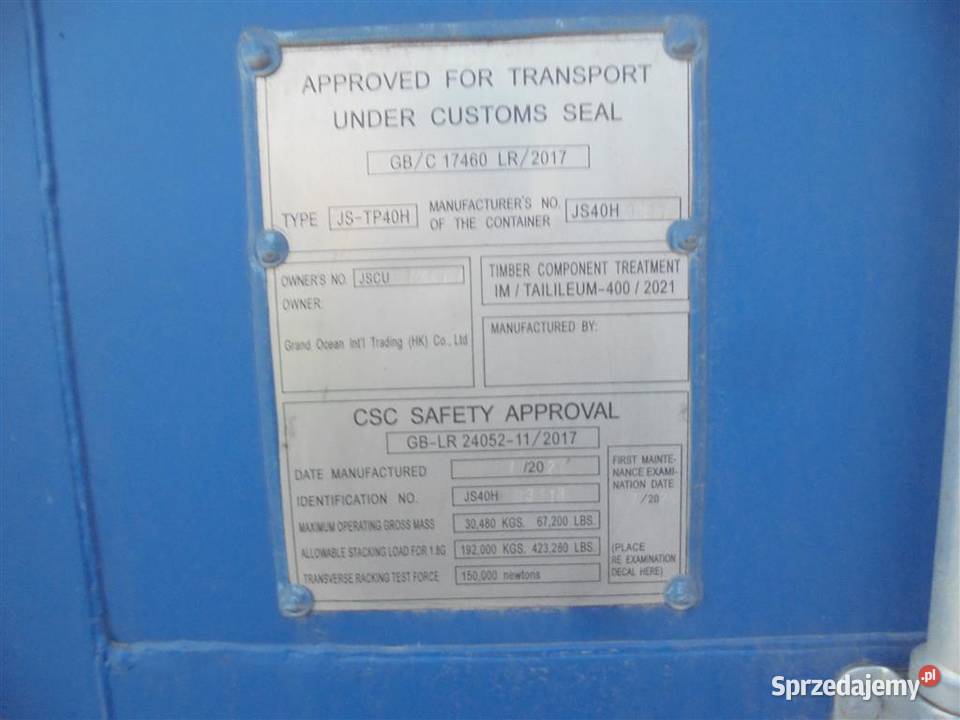 APPROVED FOR TRANSPORT
UNDER CUSTOMS SEAL
GB/C 17460 LR/2017
TYPE JS-TP40H MANUFACTURER'S NO. OF THE CONTAINER JS40H
OWNER'S NO. JSCU
OWNER:
Grand Ocean Int'l Trading (HK) Co., Ltd
TIMBER COMPONENT TREATMENT
IM / TAILILEUM-400 / 2021
MANUFACTURED BY:
CSC SAFETY APPROVAL
GB-LR 24052-11/2017
DATE MANUFACTURED /20
IDENTIFICATION NO. JS40H
MAXIMUM OPERATING GROSS MASS 30,480 KGS. 67,200 LBS.
ALLOWABLE STACKING LOAD FOR 1.8G 192,000 KGS. 423,280 LBS.
TRANSVERSE RACKING TEST FORCE 150,000 newtons
FIRST MAINTE-
NANCE EXAMI-
NATION DATE
/20
(PLACE
RE EXAMINATION
DECAL HERE)
Sprzedajemy.pl